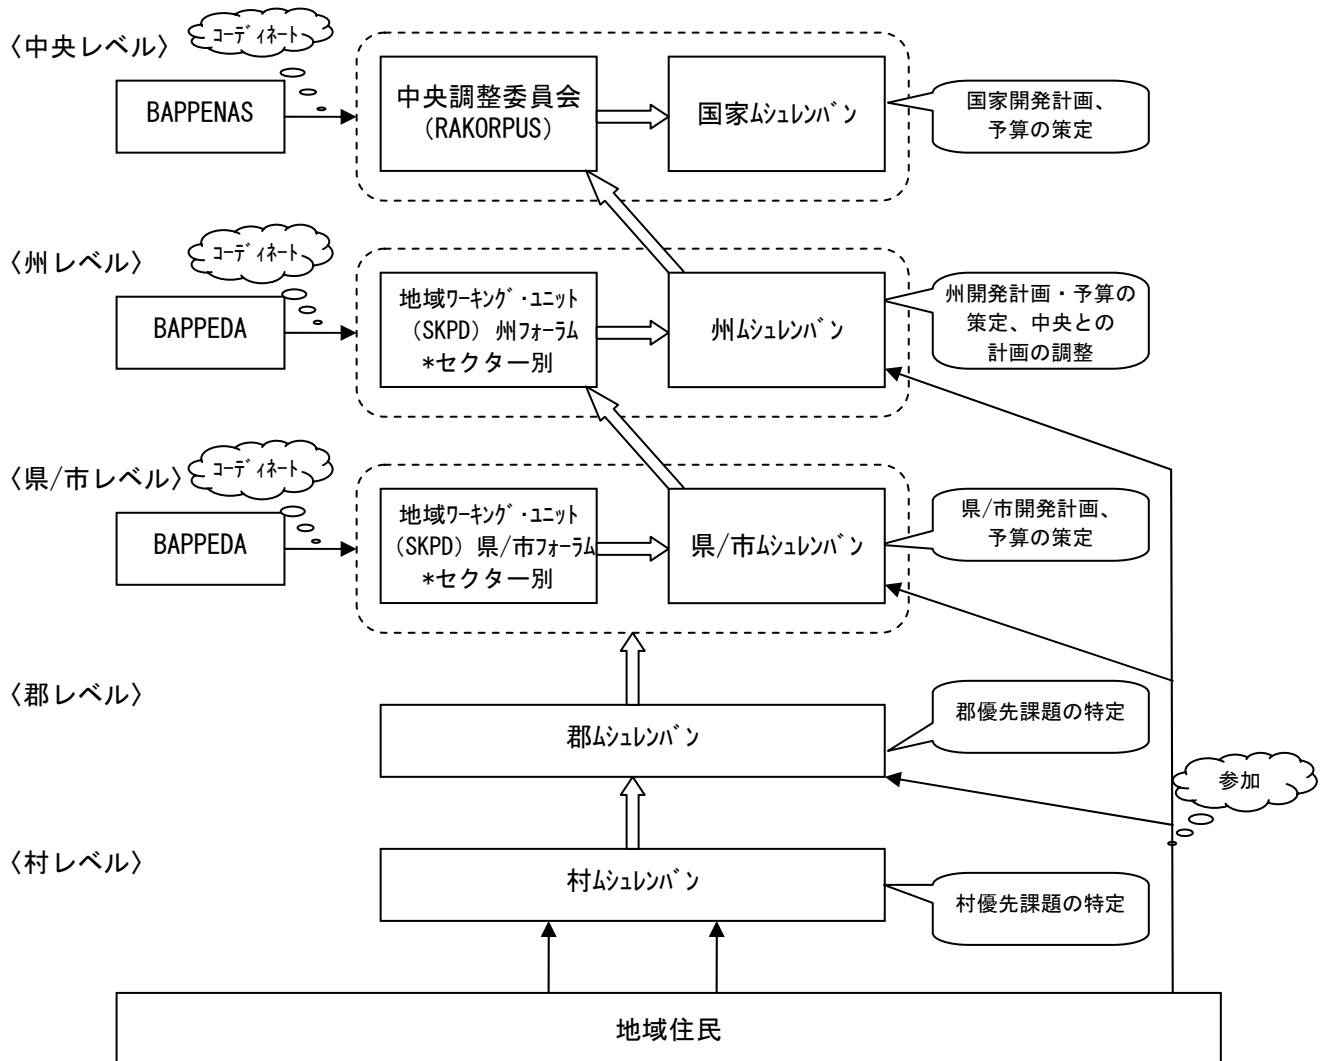 〈中央レベル〉
コーディネート
BAPPENAS
中央調整委員会
(RAKORPUS)
国家ムシュレンバン
国家開発計画、
予算の策定
〈州レベル〉
コーディネート
BAPPEDA
地域ワーキング・ユニット
(SKPD) 州フォーラム
*セクター別
州ムシュレンバン
州開発計画・予算の
策定、中央との
計画の調整
〈県/市レベル〉
コーディネート
BAPPEDA
地域ワーキング・ユニット
(SKPD) 県/市フォーラム
*セクター別
県/市ムシュレンバン
県/市開発計画、
予算の策定
〈郡レベル〉
郡ムシュレンバン
郡優先課題の特定
参加
〈村レベル〉
村ムシュレンバン
村優先課題の特定
地域住民